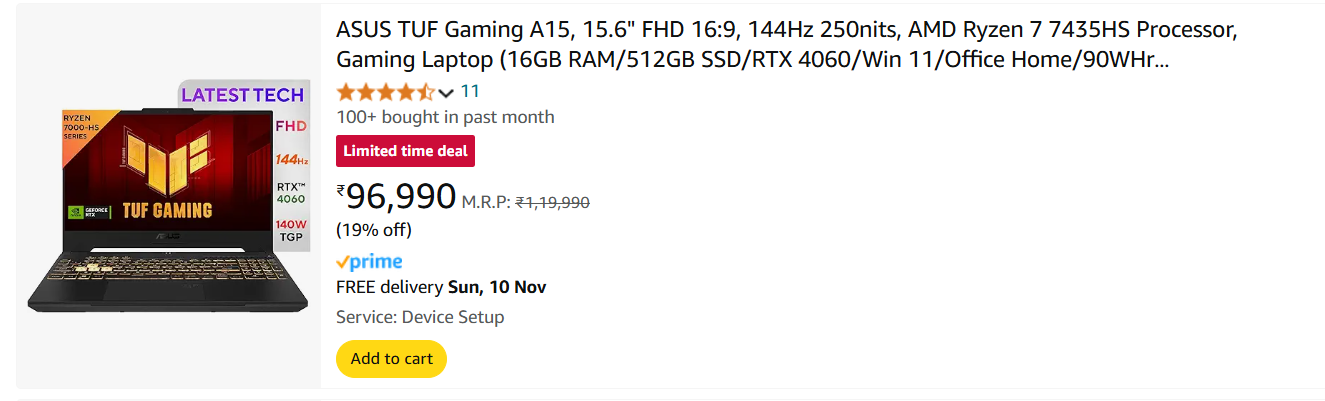 ASUS TUF Gaming A15, 15.6" FHD 16:9, 144Hz 250nits, AMD Ryzen 7 7435HS Processor,
Gaming Laptop (16GB RAM/512GB SSD/RTX 4060/Win 11/Office Home/90WHr...
11
100+ bought in past month
Limited time deal
₹96,990 M.R.P: ₹1,19,990
(19% off)
prime
FREE delivery Sun, 10 Nov
Service: Device Setup
Add to cart
LATEST TECH
RYZEN
7000-HS
SERIES
FHD
144Hz
RTX™
4060
140W
TGP
GEFORCE
RTX
TUF GAMING